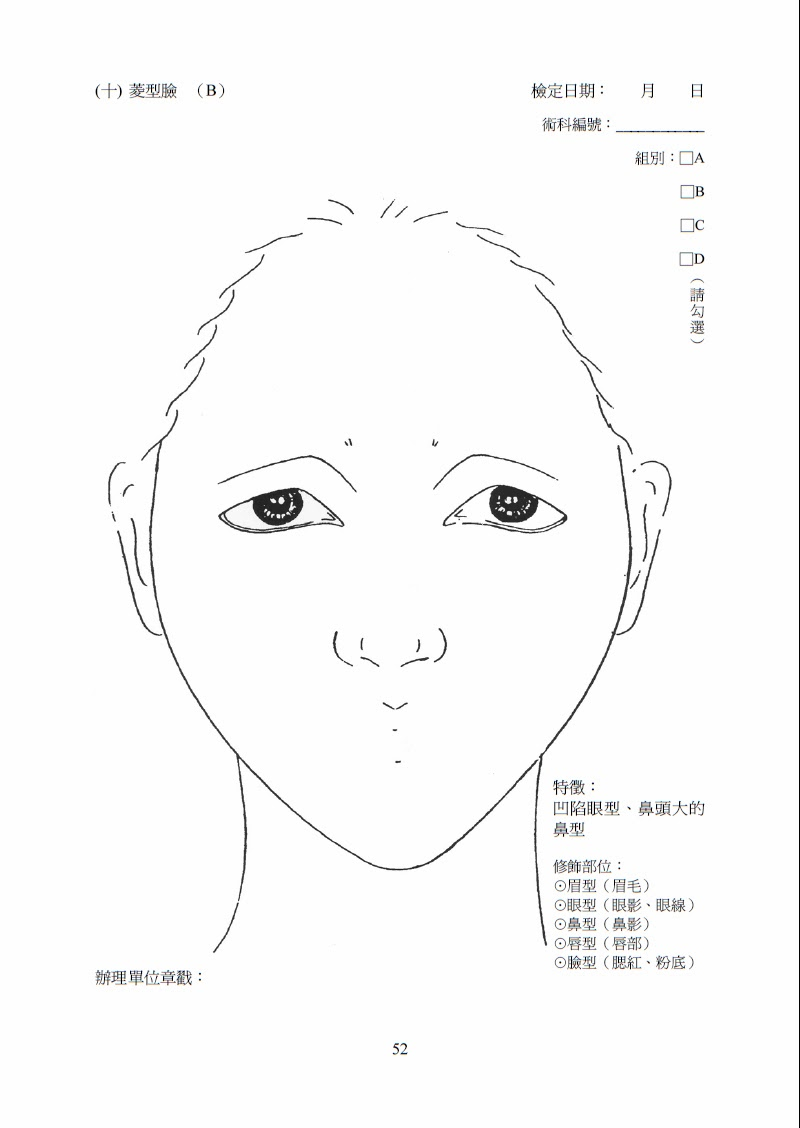 (十) 菱型臉 （B）
檢定日期： 月 日
術科編號：__________
組別：□A
□B
□C
□D
（請勾選）
特徵：
凹陷眼型、鼻頭大的
鼻型
修飾部位：
⊙眉型（眉毛）
⊙眼型（眼影、眼線）
⊙鼻型（鼻影）
⊙唇型（唇部）
⊙臉型（腮紅、粉底）
辦理單位章戳：
52